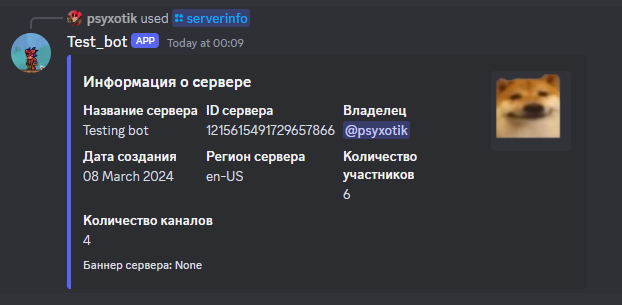 psyxotik used serverinfo
Test_bot APP Today at 00:09
Информация о сервере
Название сервера ID сервера Владелец
Testing bot 1215615491729657866 @psyxotik
Дата создания Регион сервера Количество участников
08 March 2024 en-US 6
Количество каналов
4
Баннер сервера: None